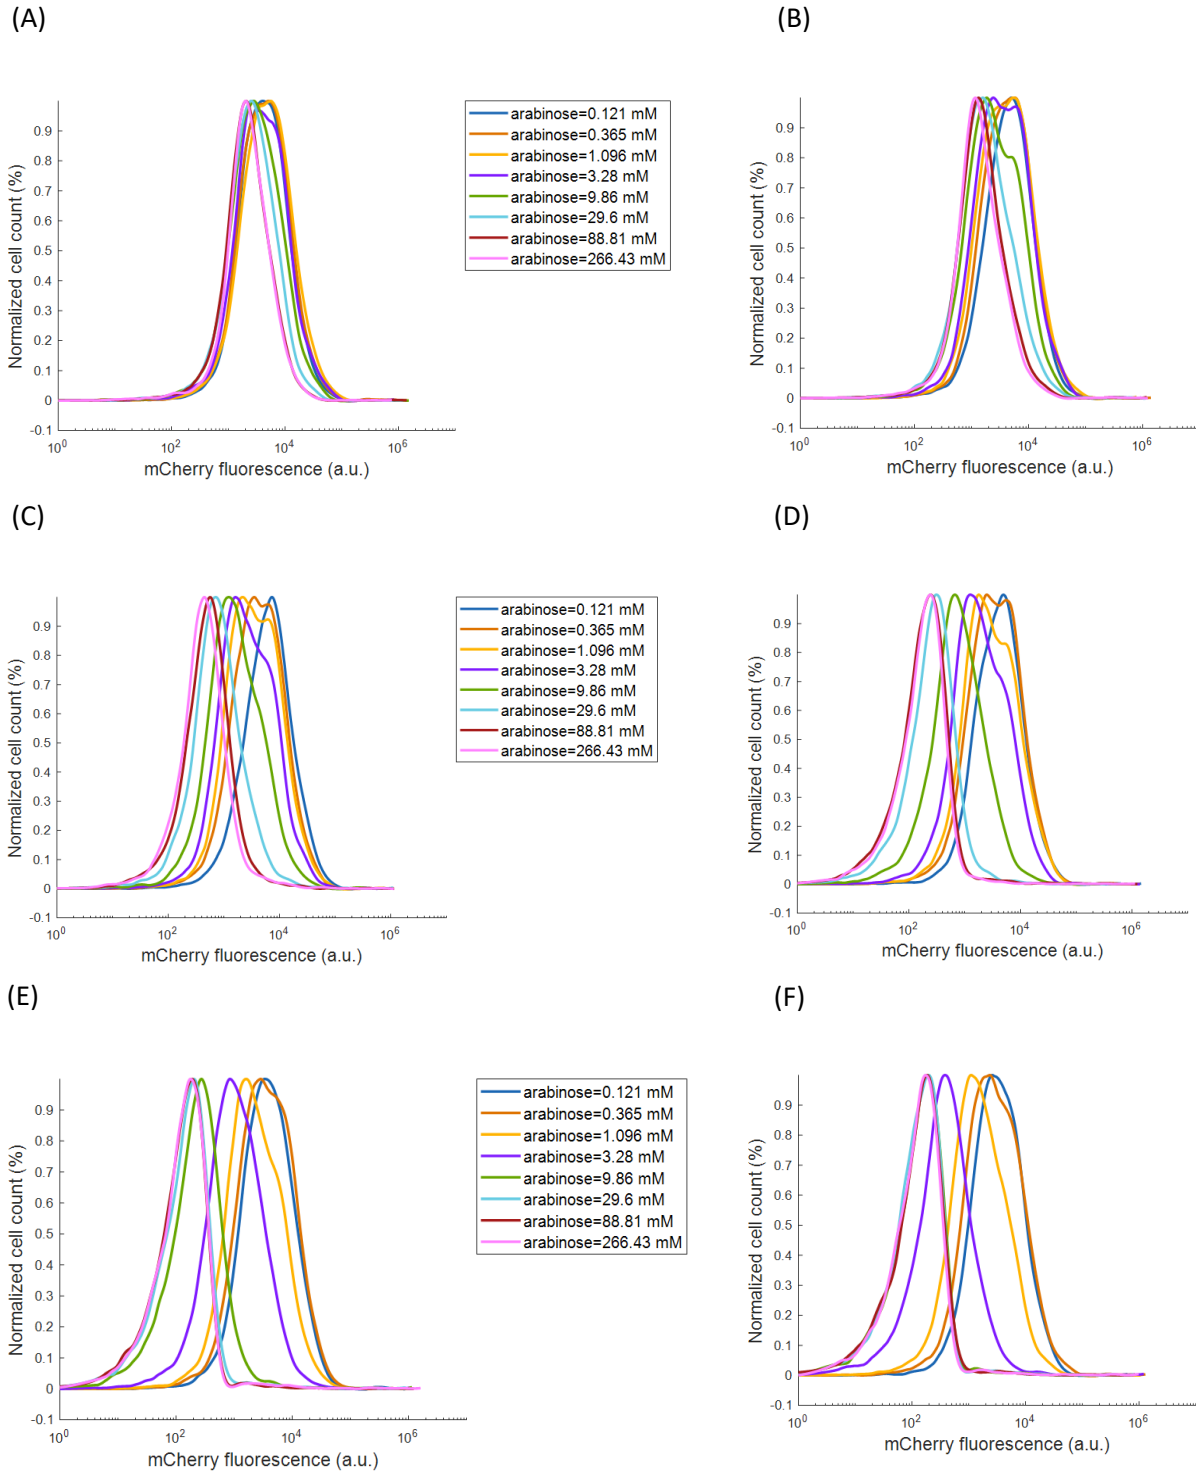 (A)
(B)
Normalized cell count (%)
0.9
0.8
0.7
0.6
0.5
0.4
0.3
0.2
0.1
0
-0.1
10^0
10^2
10^4
10^6
mCherry fluorescence (a.u.)
arabinose=0.121 mM
arabinose=0.365 mM
arabinose=1.096 mM
arabinose=3.28 mM
arabinose=9.86 mM
arabinose=29.6 mM
arabinose=88.81 mM
arabinose=266.43 mM
Normalized cell count (%)
0.9
0.8
0.7
0.6
0.5
0.4
0.3
0.2
0.1
0
-0.1
10^0
10^2
10^4
10^6
mCherry fluorescence (a.u.)
(C)
(D)
Normalized cell count (%)
0.9
0.8
0.7
0.6
0.5
0.4
0.3
0.2
0.1
0
-0.1
10^0
10^2
10^4
10^6
mCherry fluorescence (a.u.)
arabinose=0.121 mM
arabinose=0.365 mM
arabinose=1.096 mM
arabinose=3.28 mM
arabinose=9.86 mM
arabinose=29.6 mM
arabinose=88.81 mM
arabinose=266.43 mM
Normalized cell count (%)
0.9
0.8
0.7
0.6
0.5
0.4
0.3
0.2
0.1
0
-0.1
10^0
10^2
10^4
10^6
mCherry fluorescence (a.u.)
(E)
(F)
Normalized cell count (%)
0.9
0.8
0.7
0.6
0.5
0.4
0.3
0.2
0.1
0
-0.1
10^0
10^2
10^4
10^6
mCherry fluorescence (a.u.)
arabinose=0.121 mM
arabinose=0.365 mM
arabinose=1.096 mM
arabinose=3.28 mM
arabinose=9.86 mM
arabinose=29.6 mM
arabinose=88.81 mM
arabinose=266.43 mM
Normalized cell count (%)
0.9
0.8
0.7
0.6
0.5
0.4
0.3
0.2
0.1
0
-0.1
10^0
10^2
10^4
10^6
mCherry fluorescence (a.u.)